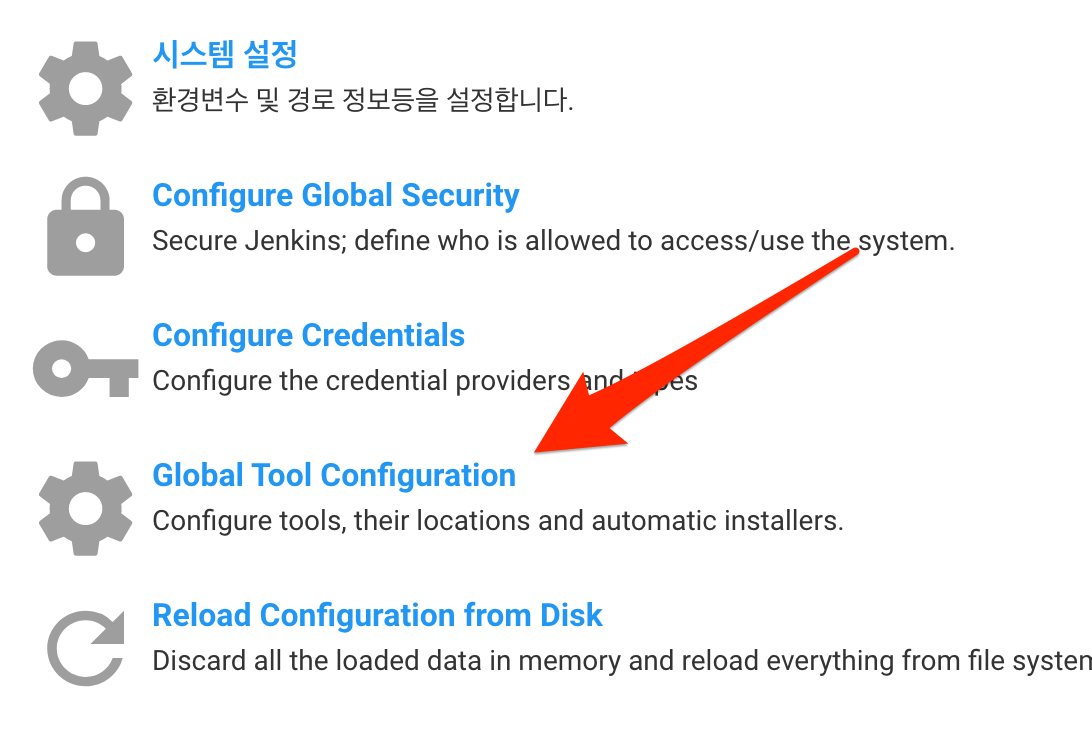 시스템 설정
환경변수 및 경로 정보등을 설정합니다.
Configure Global Security
Secure Jenkins; define who is allowed to access/use the system.
Configure Credentials
Configure the credential providers and types
Global Tool Configuration
Configure tools, their locations and automatic installers.
Reload Configuration from Disk
Discard all the loaded data in memory and reload everything from file system